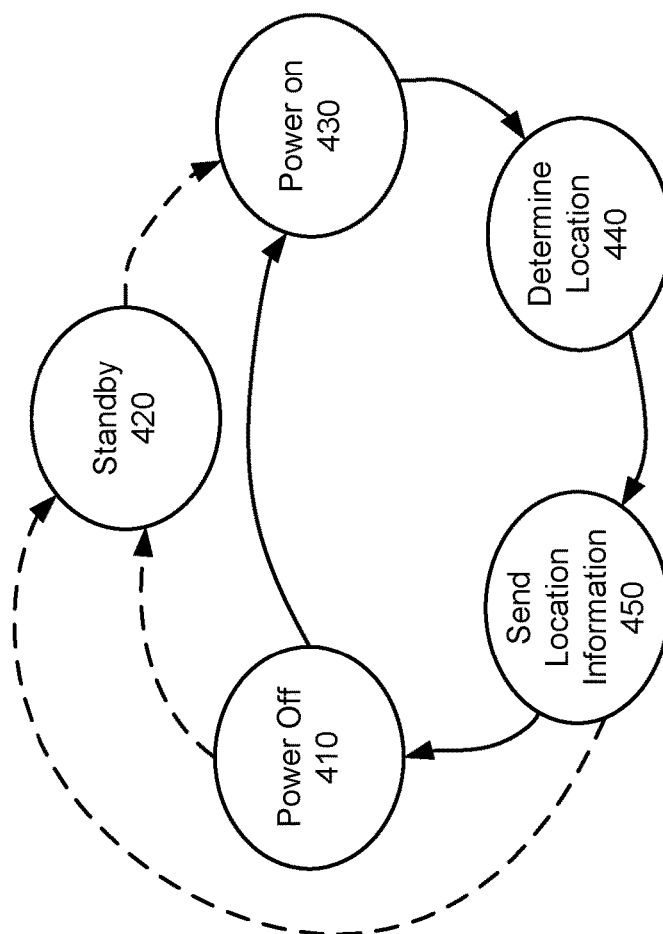 Standby
420
Power Off
410
Power on
430
Send
Location
Information
450
Determine
Location
440